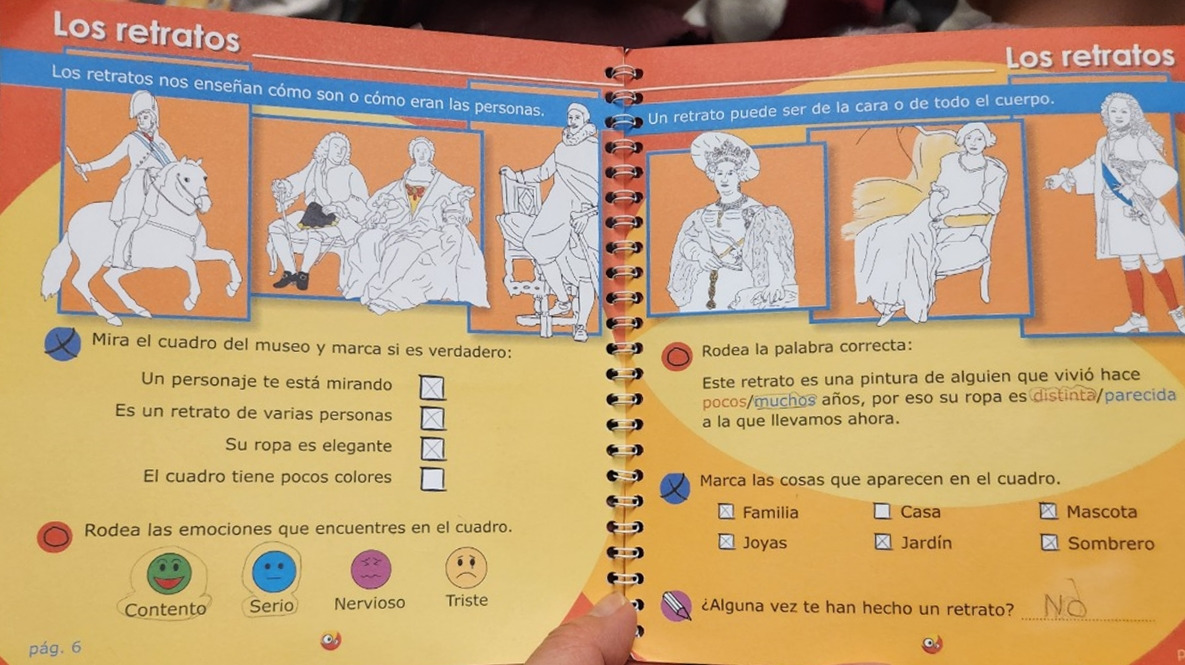 Los retratos
Los retratos nos enseñan cómo son o cómo eran las personas.
Mira el cuadro del museo y marca si es verdadero:
Un personaje te está mirando
Es un retrato de varias personas
Su ropa es elegante
El cuadro tiene pocos colores
Rodea las emociones que encuentres en el cuadro.
Contento Serio Nervioso Triste
pág. 6
Los retratos
Un retrato puede ser de la cara o de todo el cuerpo.
Rodea la palabra correcta:
Este retrato es una pintura de alguien que vivió hace
pocos/muchos años, por eso su ropa es distinta/parecida
a la que llevamos ahora.
Marca las cosas que aparecen en el cuadro.
Familia Casa Mascota
Joyas Jardín Sombrero
¿Alguna vez te han hecho un retrato? No